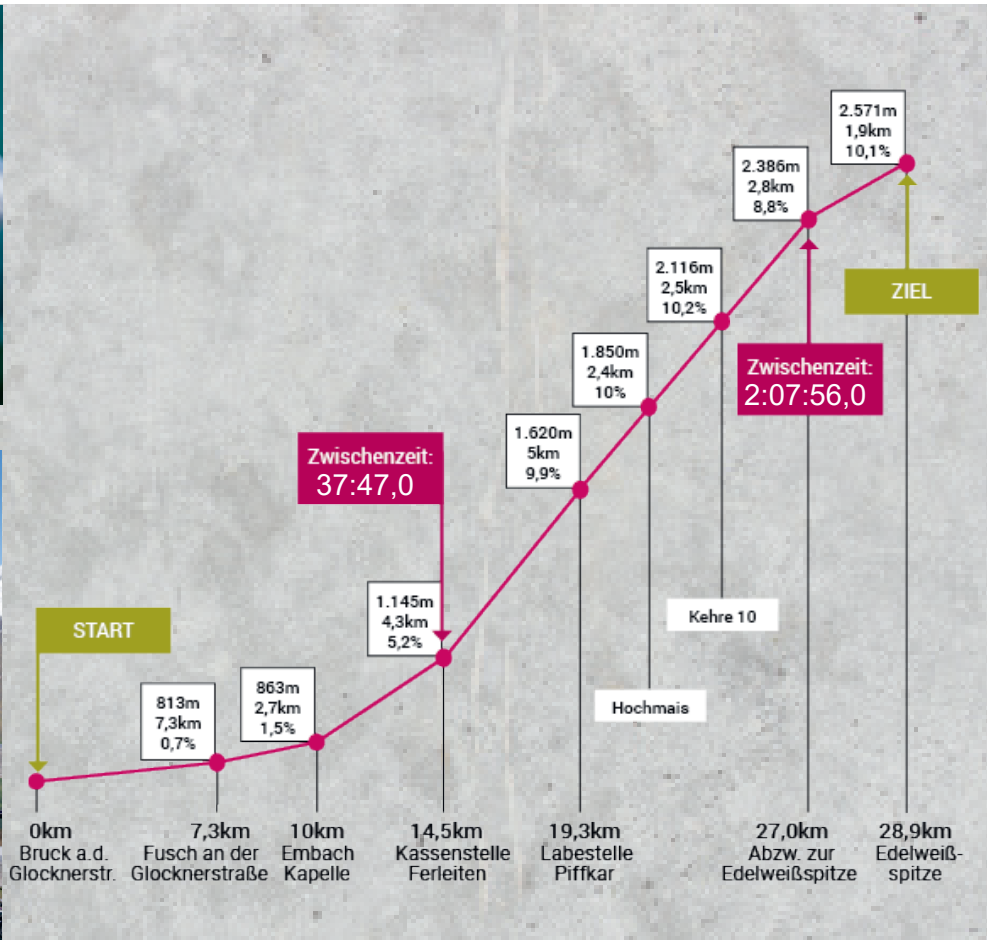 2.571m
1,9km
10,1%
2.386m
2,8km
8,8%
2.116m
2,5km
10,2%
ZIEL
1.850m
2,4km
10%
Zwischenzeit:
2:07:56,0
1.620m
5km
9,9%
Zwischenzeit:
37:47,0
1.145m
4,3km
5,2%
Kehre 10
START
863m
2,7km
1,5%
813m
7,3km
0,7%
Hochmais
0km
Bruck a.d.
Glocknerstr.
7,3km
Fusch an der
Glocknerstraße
10km
Embach
Kapelle
14,5km
Kassenstelle
Ferleiten
19,3km
Labestelle
Piffkar
27,0km
Abzw. zur
Edelweißspitze
28,9km
Edelweiß-
spitze